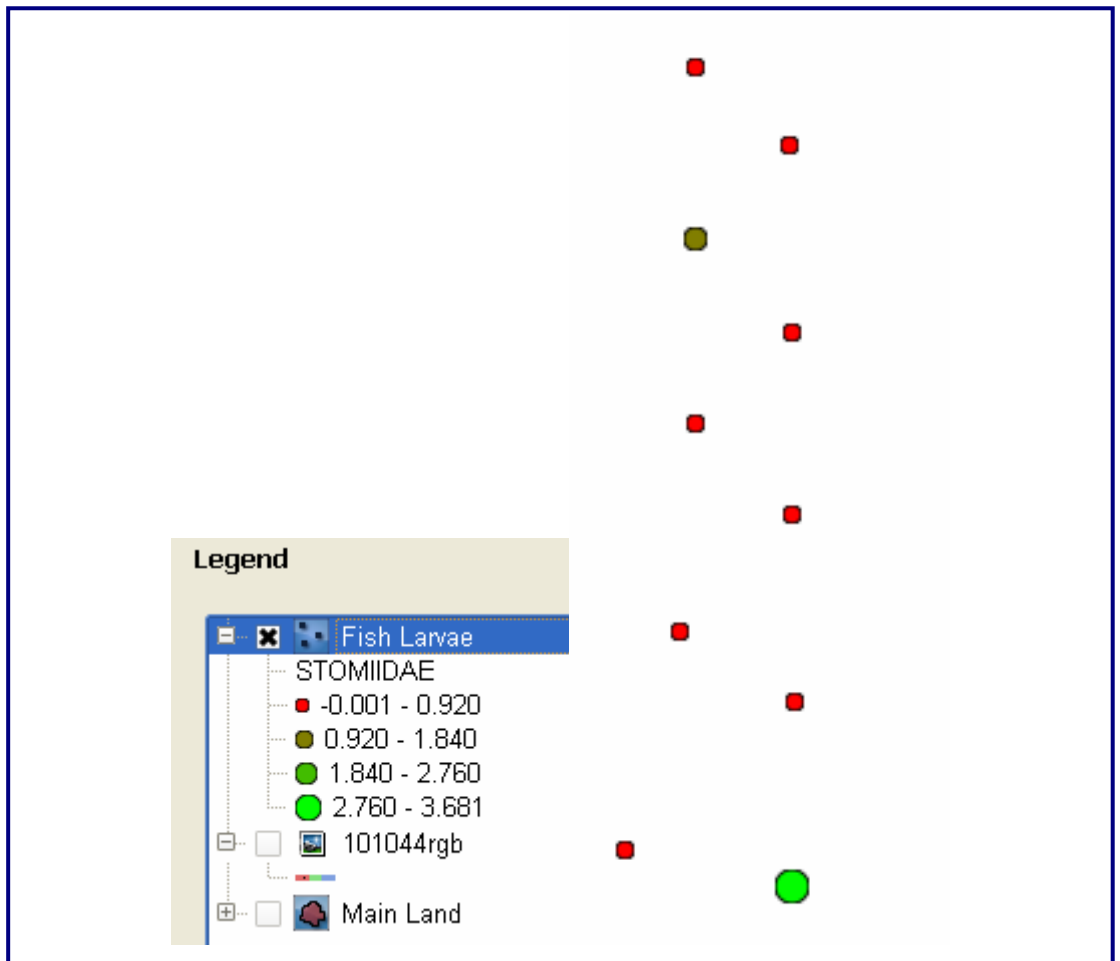 Legend
Fish Larvae
STOMIIDAE
-0.001 - 0.920
0.920 - 1.840
1.840 - 2.760
2.760 - 3.681
101044rgb
Main Land